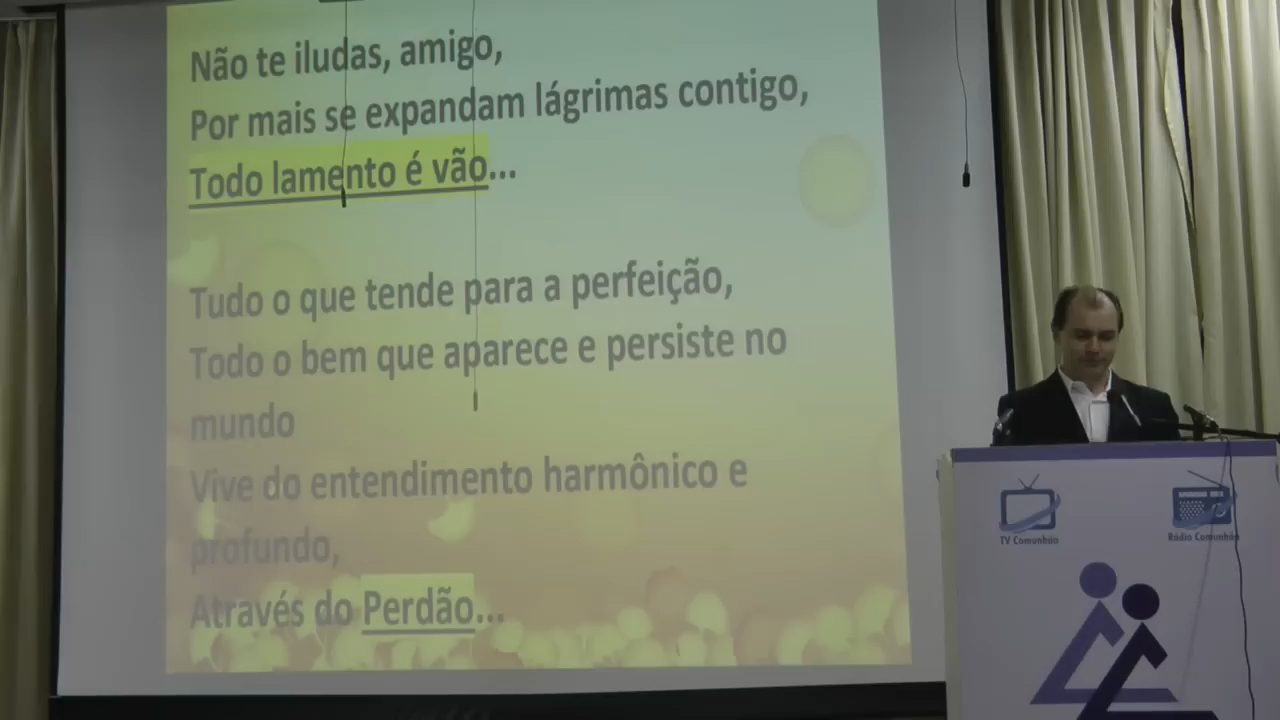 Não te iludas, amigo,
Por mais se expandam lágrimas contigo,
Todo lamento é vão...
Tudo o que tende para a perfeição,
Todo o bem que aparece e persiste no
mundo
Vive do entendimento harmônico e
profundo,
Através do Perdão...
TV Comunhão
Rádio Comunhão